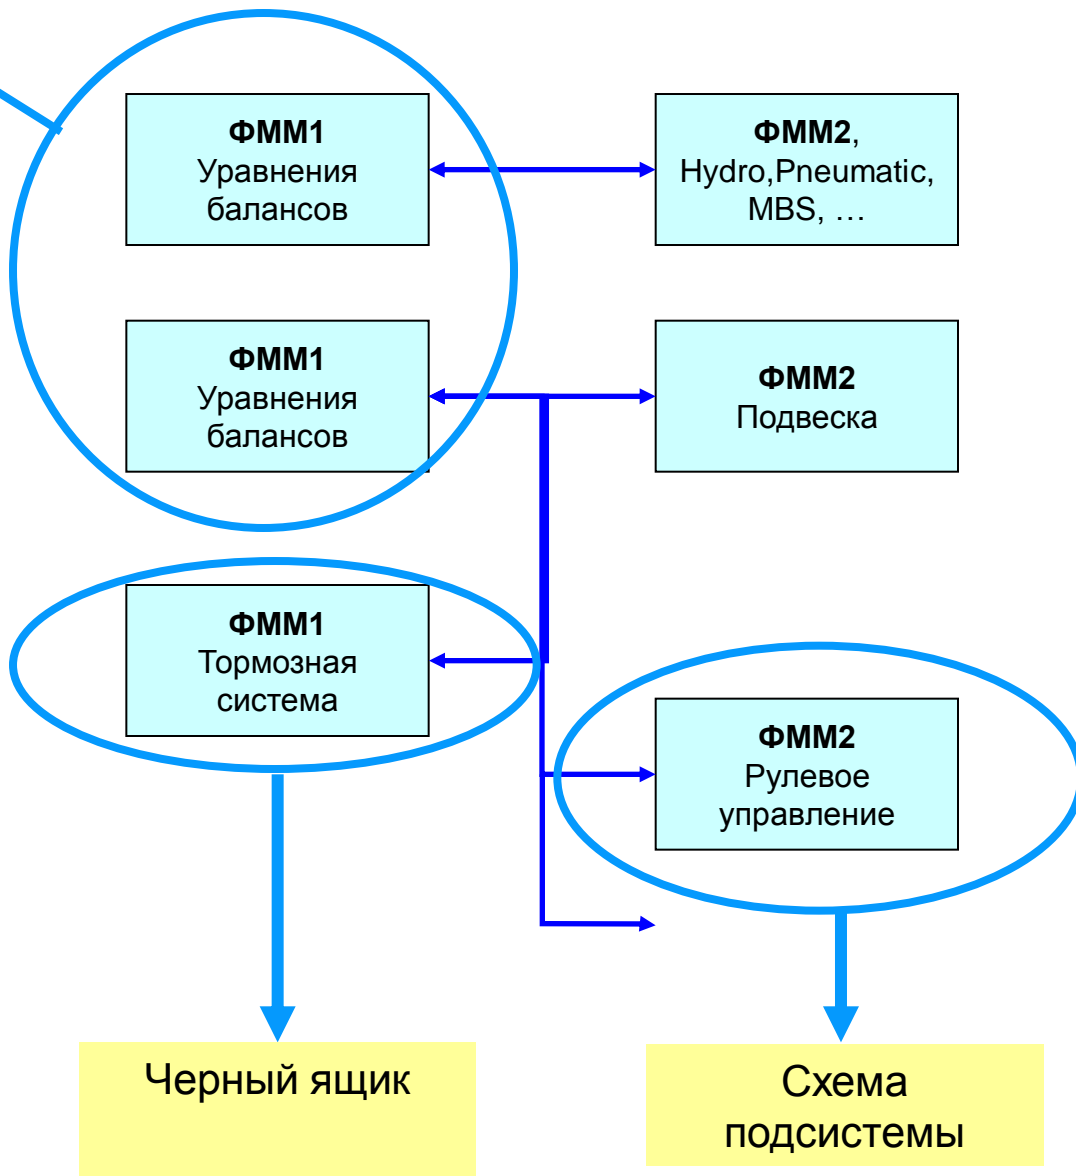 ФММ1
Уравнения
балансов
ФММ2,
Hydro,Pneumatic,
MBS, …
ФММ1
Уравнения
балансов
ФММ2
Подвеска
ФММ1
Тормозная
система
ФММ2
Рулевое
управление
Черный ящик
Схема
подсистемы